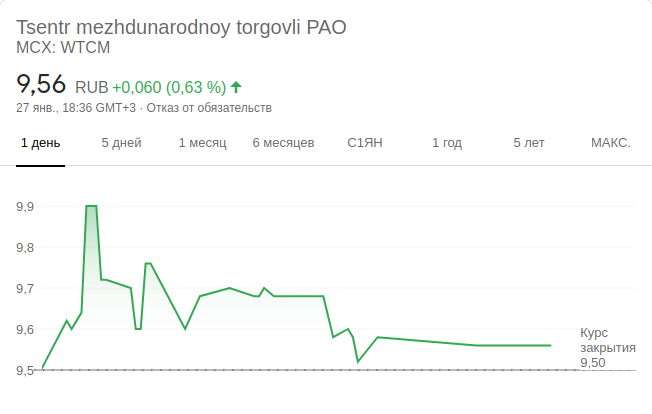 Tsentr mezhdunarodnoy torgovli PAO
MCX: WTCM
9,56 RUB +0,060 (0,63 %)
27 янв., 18:36 GMT+3 · Отказ от обязательств
1 день 5 дней 1 месяц 6 месяцев С1ЯН 1 год 5 лет МАКС.
9,9
9,8
9,7
9,6
9,5
Курс
закрытия
9,50